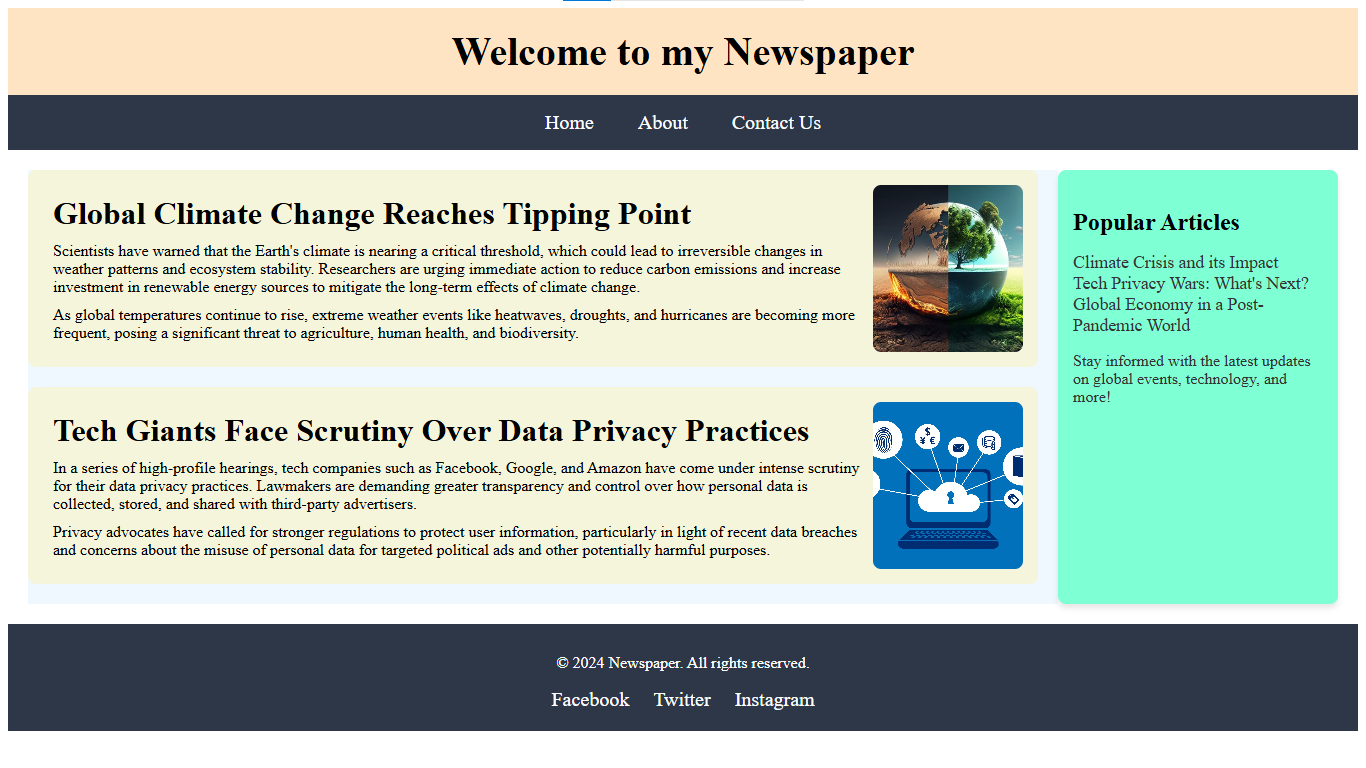 Welcome to my Newspaper
Home About Contact Us
Global Climate Change Reaches Tipping Point
Scientists have warned that the Earth's climate is nearing a critical threshold, which could lead to irreversible changes in
weather patterns and ecosystem stability. Researchers are urging immediate action to reduce carbon emissions and increase
investment in renewable energy sources to mitigate the long-term effects of climate change.
As global temperatures continue to rise, extreme weather events like heatwaves, droughts, and hurricanes are becoming more
frequent, posing a significant threat to agriculture, human health, and biodiversity.
Tech Giants Face Scrutiny Over Data Privacy Practices
In a series of high-profile hearings, tech companies such as Facebook, Google, and Amazon have come under intense scrutiny
for their data privacy practices. Lawmakers are demanding greater transparency and control over how personal data is
collected, stored, and shared with third-party advertisers.
Privacy advocates have called for stronger regulations to protect user information, particularly in light of recent data breaches
and concerns about the misuse of personal data for targeted political ads and other potentially harmful purposes.
$
¥ €
Popular Articles
Climate Crisis and its Impact
Tech Privacy Wars: What's Next?
Global Economy in a Post-
Pandemic World
Stay informed with the latest updates
on global events, technology, and
more!
© 2024 Newspaper. All rights reserved.
Facebook Twitter Instagram